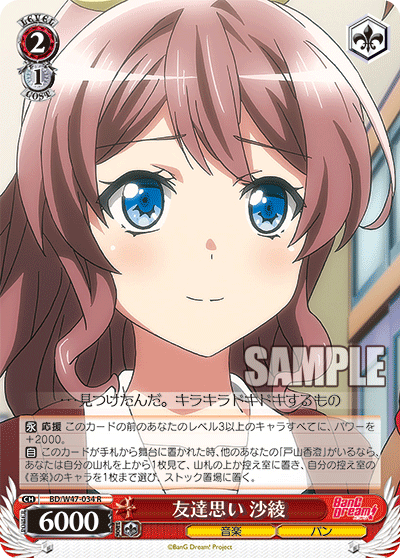 LEVEL
2
1
COST
SAMPLE
…見つけたんだ。キラキラドキドキするもの
永 応援 このカードの前のあなたのレベル3以上のキャラすべてに、パワーを
+2000。
自 このカードが手札から舞台に置かれた時、他のあなたの「戸山香澄」がいるなら、
あなたは自分の山札を上から1枚見て、山札の上か控え室に置き、自分の控え室の
《音楽》のキャラを1枚まで選び、ストック置場に置く。
CH BD/W47-034 R
BanG Dream!
6000
友達思い 沙綾
音楽 パン
©BanG Dream! Project